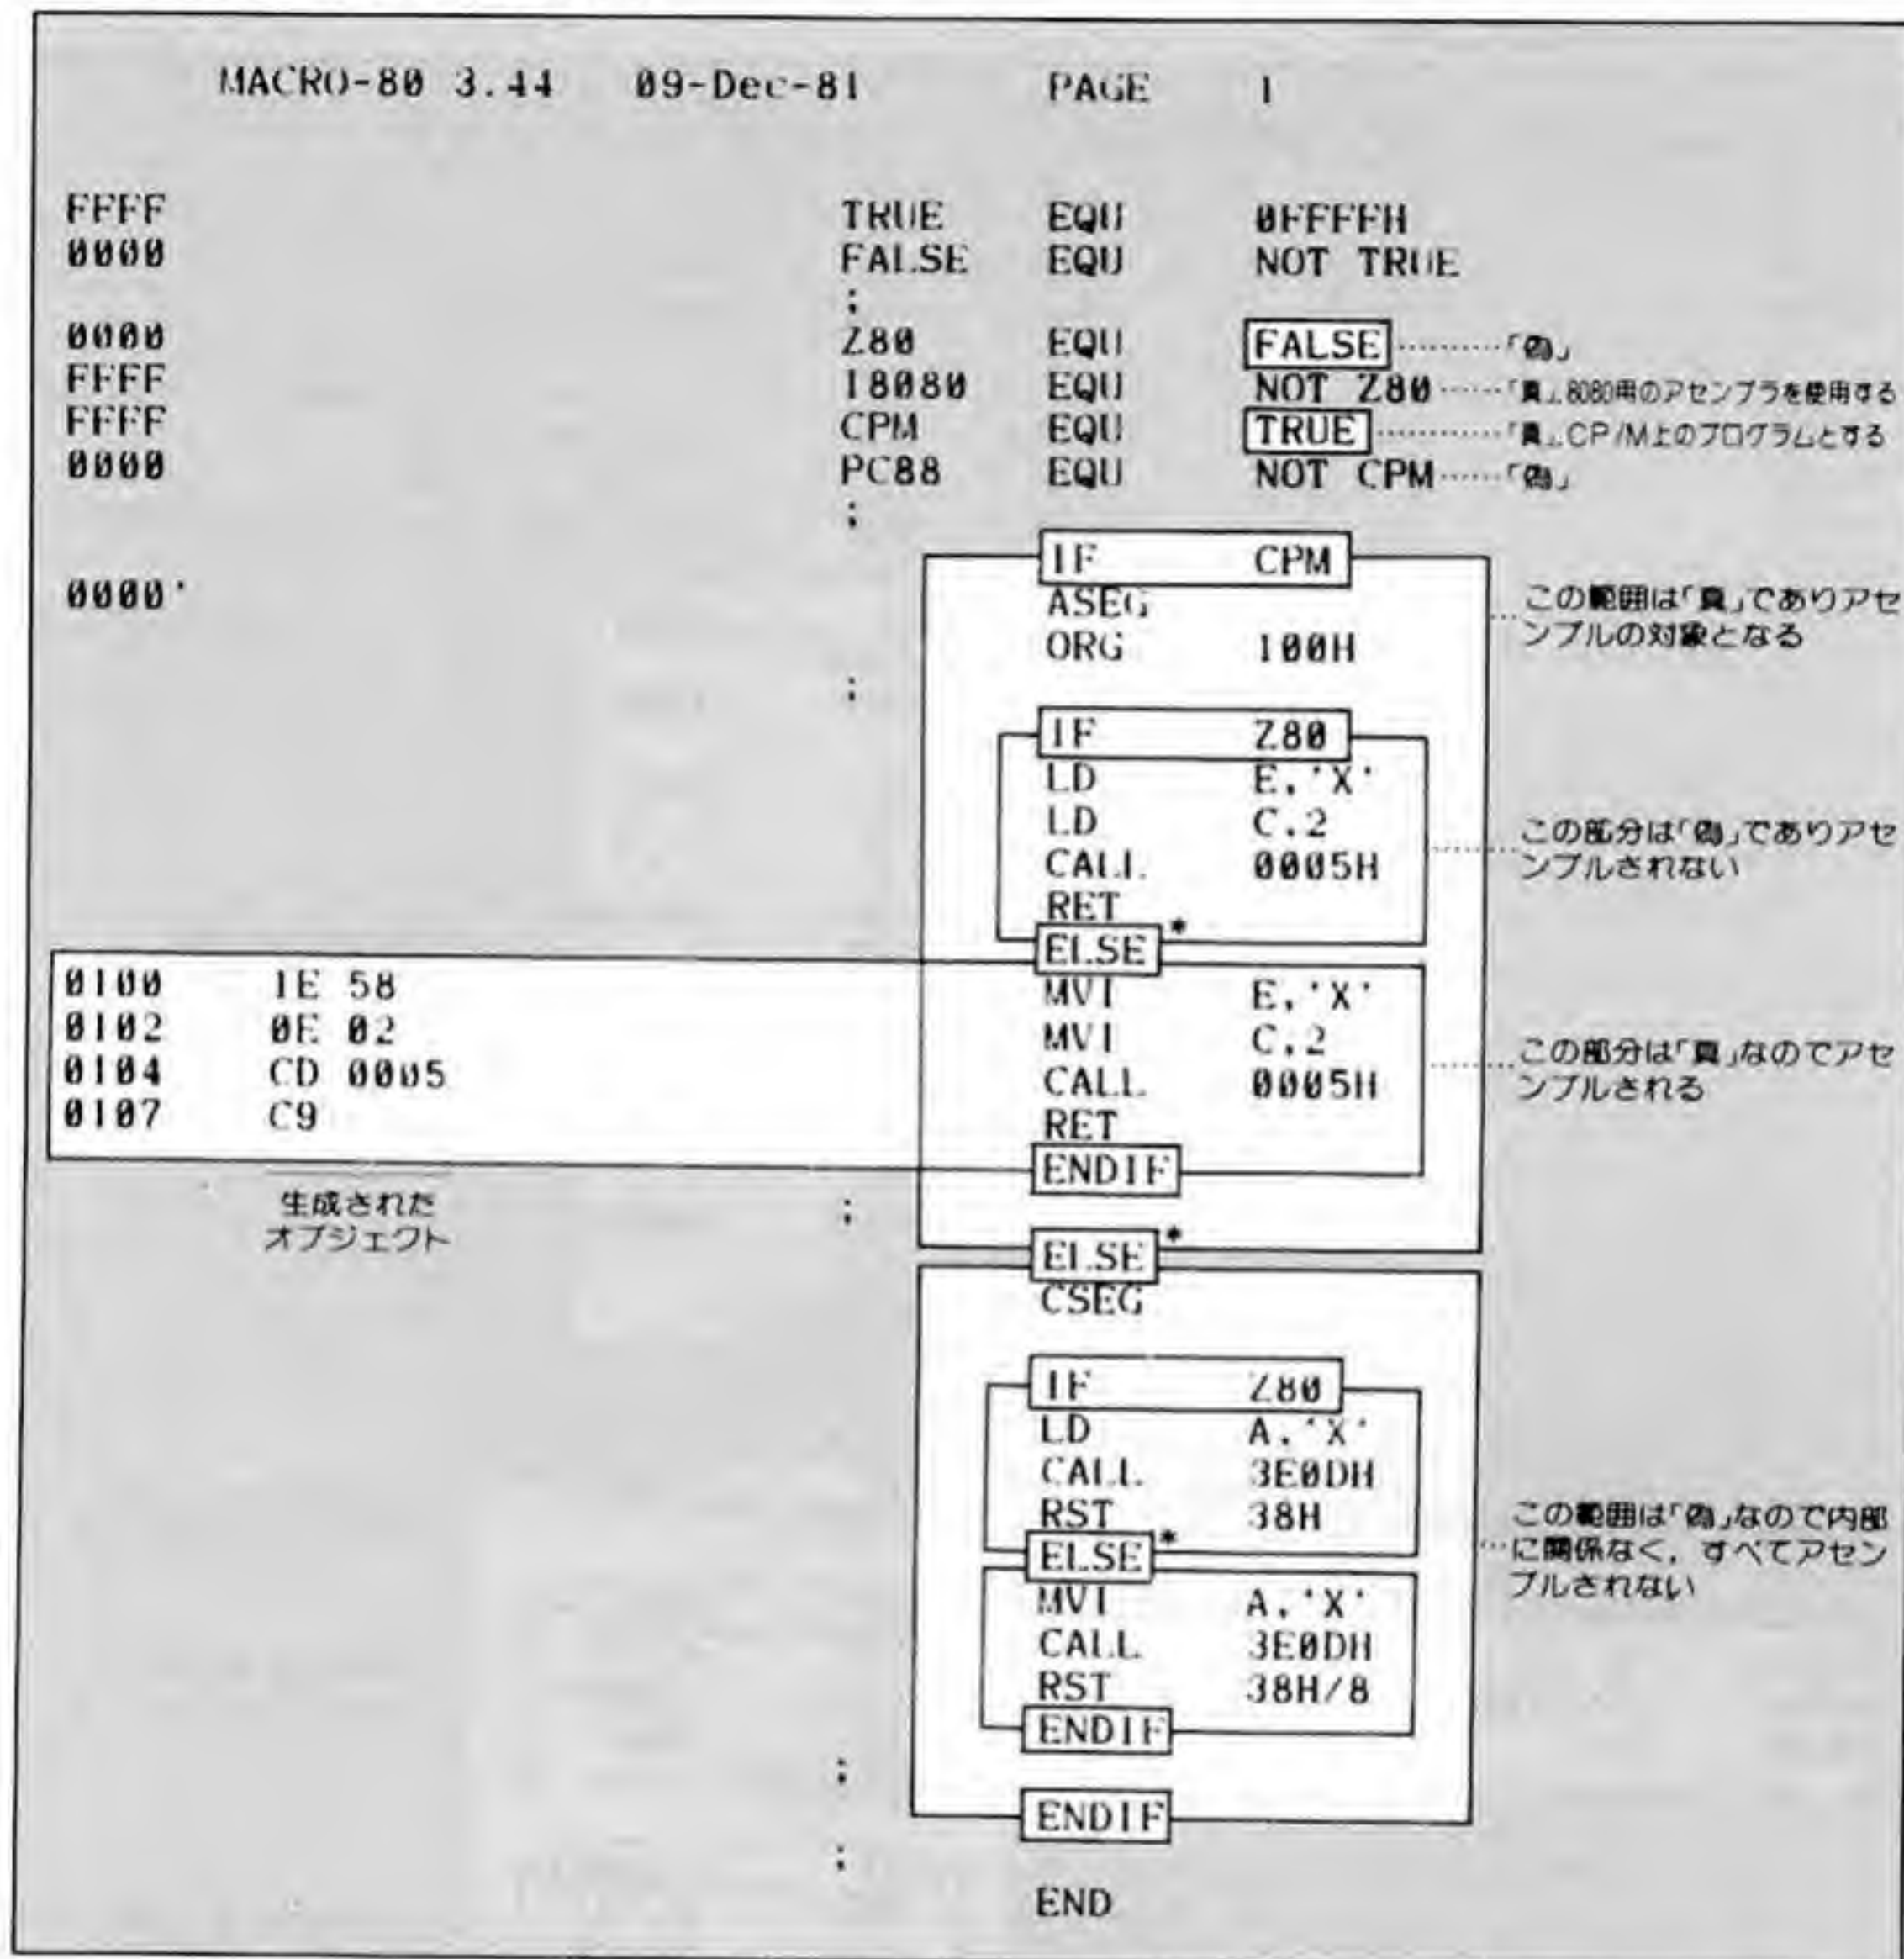 MACRO-80 3.44 09-Dec-81 PAGE 1
FFFF TRUE EQU 0FFFFH
0000 FALSE EQU NOT TRUE
;
0000 Z80 EQU FALSE ………「偽」
FFFF I8080 EQU NOT Z80 ……「真」.8080用のアセンブラを使用する
FFFF CPM EQU TRUE …………「真」.CP/M上のプログラムとする
0000 PC88 EQU NOT CPM ……「偽」
;
IF CPM
0000' ASEG
この範囲は「真」でありアセ
ンブルの対象となる
ORG 100H
;
IF Z80
LD E,'X'
LD C,2
この部分は「偽」でありアセ
ンブルされない
CALL 0005H
RET
ELSE*
0100 1E 58 MVI E,'X'
0102 0E 02 MVI C,2
この部分は「真」なのでアセ
ンブルされる
0104 CD 0005 CALL 0005H
0107 C9 RET
ENDIF
生成された
オブジェクト
;
ELSE*
CSEG
IF Z80
LD A,'X'
CALL 3E0DH
RST 38H
この範囲は「偽」なので内部
に関係なく，すべてアセン
ブルされない
ELSE*
MVI A,'X'
CALL 3E0DH
RST 38H/8
ENDIF
;
ENDIF
;
END